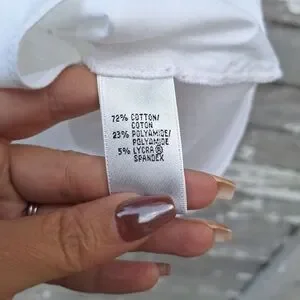 72% COTTON/
COTON
23% POLYAMIDE/
POLYAMIDE
5% LYCRA®
SPANDEX